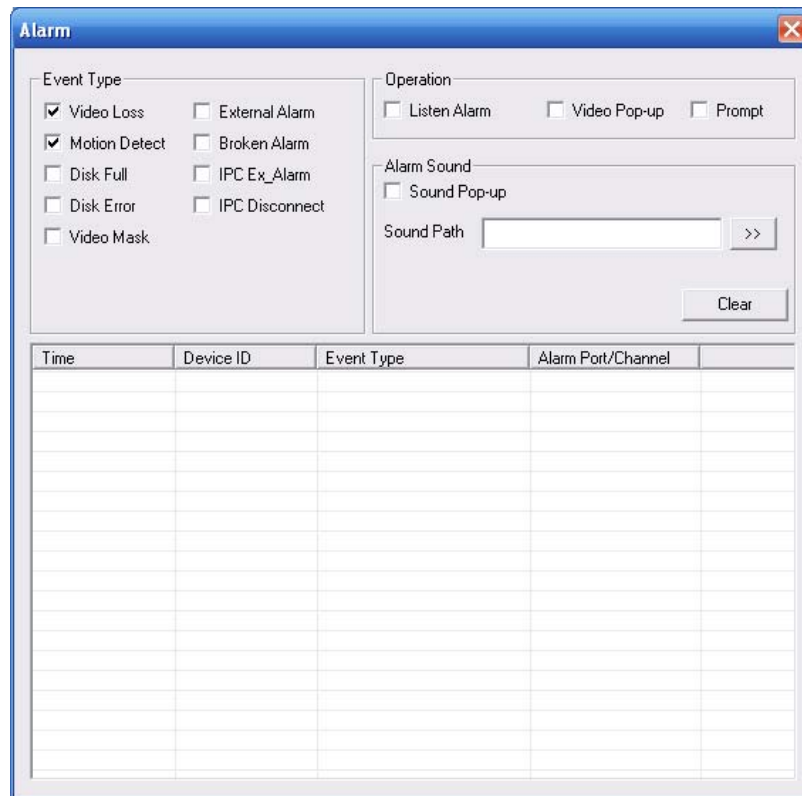 Alarm
Event Type
Video Loss
External Alarm
Motion Detect
Broken Alarm
Disk Full
IPC Ex_Alarm
Disk Error
IPC Disconnect
Video Mask
Operation
Listen Alarm
Video Pop-up
Prompt
Alarm Sound
Sound Pop-up
Sound Path
>>
Clear
Time Device ID Event Type Alarm Port/Channel